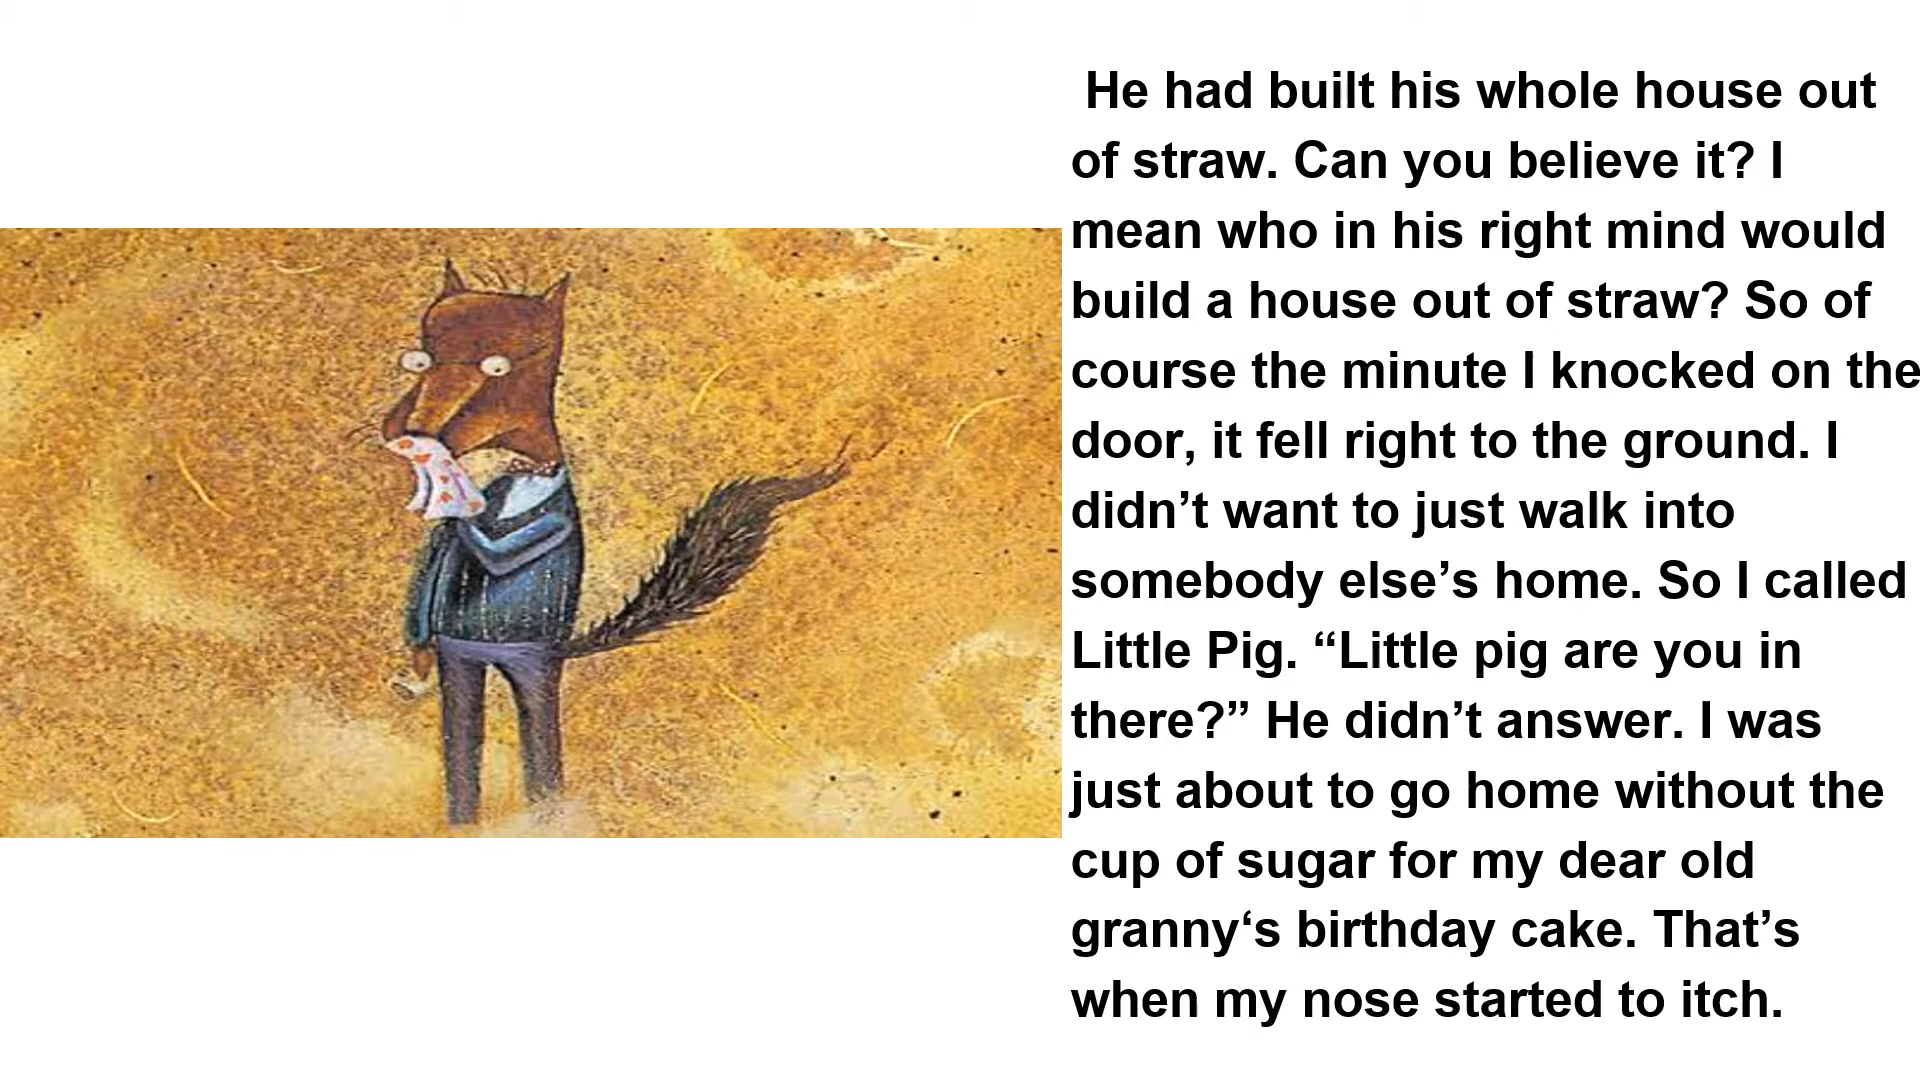 He had built his whole house out
of straw. Can you believe it? I
mean who in his right mind would
build a house out of straw? So of
course the minute I knocked on the
door, it fell right to the ground. I
didn’t want to just walk into
somebody else’s home. So I called
Little Pig. “Little pig are you in
there?” He didn’t answer. I was
just about to go home without the
cup of sugar for my dear old
granny‘s birthday cake. That’s
when my nose started to itch.